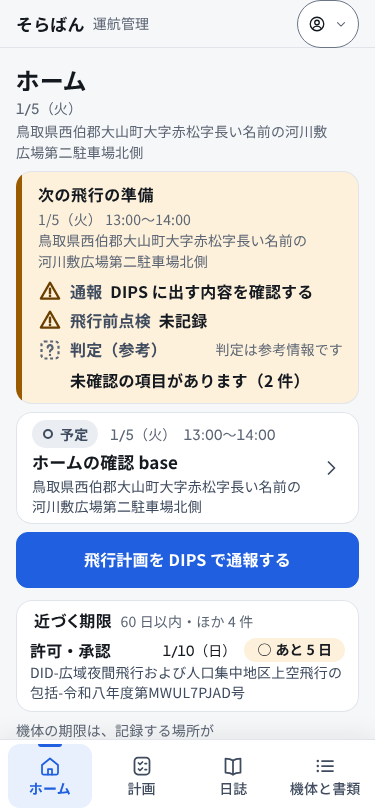 そらばん 運航管理
ホーム
1/5（火）
鳥取県西伯郡大山町大字赤松字長い名前の河川敷
広場第二駐車場北側
次の飛行の準備
1/5（火） 13:00〜14:00
鳥取県西伯郡大山町大字赤松字長い名前の
河川敷広場第二駐車場北側
通報 DIPS に出す内容を確認する
飛行前点検 未記録
判定（参考） 判定は参考情報です
未確認の項目があります（2 件）
予定 1/5（火） 13:00〜14:00
ホームの確認 base
鳥取県西伯郡大山町大字赤松字長い名前の
河川敷広場第二駐車場北側
飛行計画を DIPS で通報する
近づく期限 60 日以内・ほか 4 件
許可・承認 1/10（日） あと 5 日
DID-広域夜間飛行および人口集中地区上空飛行の
包括-令和八年度第MWUL7PJAD号
機体の期限は、記録する場所が
ホーム 計画 日誌 機体と書類